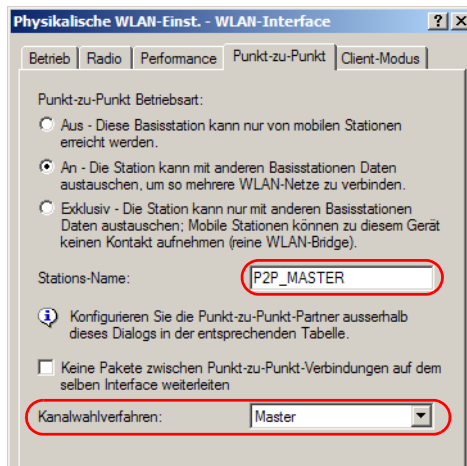 Physikalische WLAN-Einst. - WLAN-Interface
Betrieb Radio Performance Punkt-zu-Punkt Client-Modus
Punkt-zu-Punkt Betriebsart:
Aus - Diese Basisstation kann nur von mobilen Stationen
erreicht werden.
An - Die Station kann mit anderen Basisstationen Daten
austauschen, um so mehrere WLAN-Netze zu verbinden.
Exklusiv - Die Station kann nur mit anderen Basisstationen
Daten austauschen; Mobile Stationen können zu diesem Gerät
keinen Kontakt aufnehmen (reine WLAN-Bridge).
Stations-Name: P2P_MASTER
Konfigurieren Sie die Punkt-zu-Punkt-Partner ausserhalb
dieses Dialogs in der entsprechenden Tabelle.
Keine Pakete zwischen Punkt-zu-Punkt-Verbindungen auf dem
selben Interface weiterleiten
Kanalwahlverfahren: Master